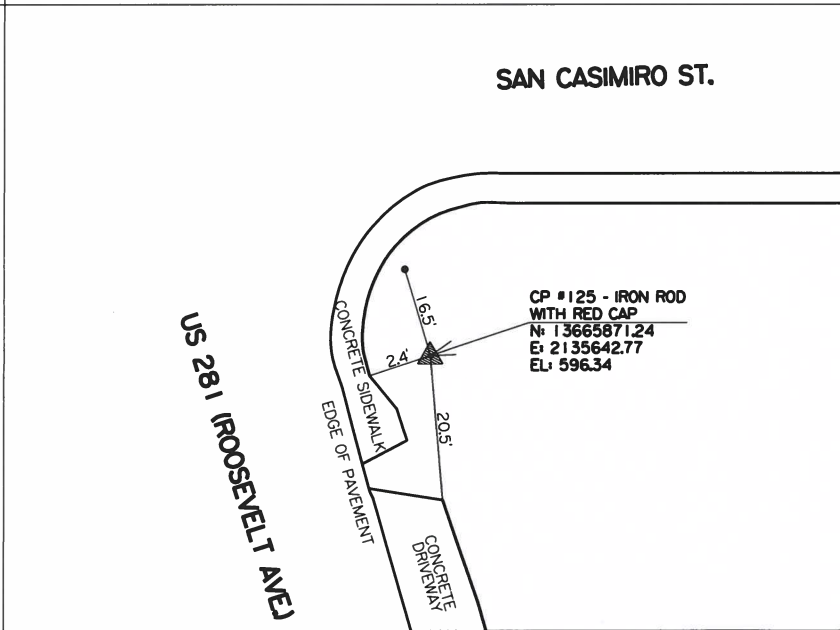 SAN CASIMIRO ST.
CP #125 - IRON ROD
WITH RED CAP
N: 13665871.24
E: 2135642.77
EL: 596.34
16.5'
2.4'
20.5'
CONCRETE SIDEWALK
EDGE OF PAVEMENT
US 281 (ROOSEVELT AVE.)
CONCRETE
DRIVEWAY